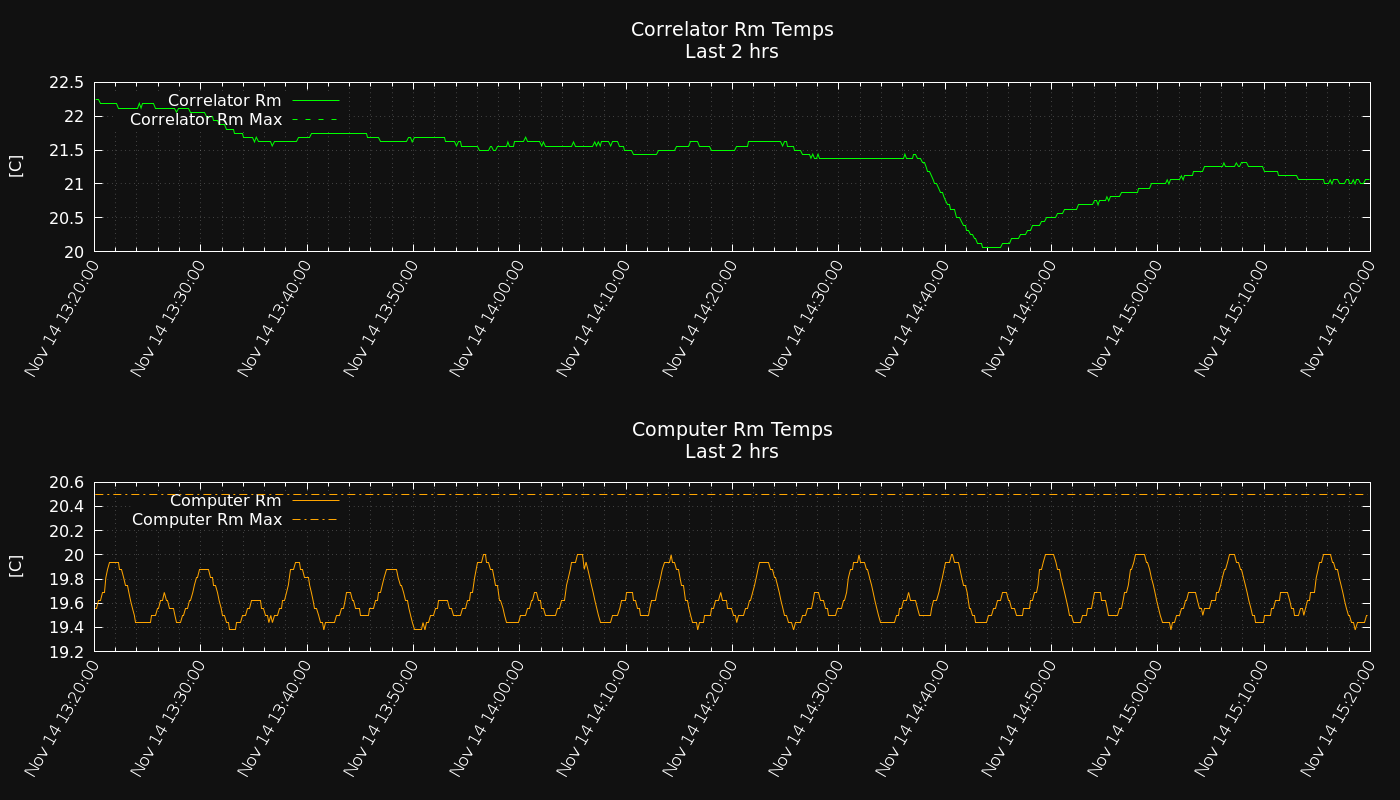 Correlator Rm Temps
Last 2 hrs
[C]
22.5
22
21.5
21
20.5
20
Correlator Rm
Correlator Rm Max
Nov 14 13:20:00
Nov 14 13:30:00
Nov 14 13:40:00
Nov 14 13:50:00
Nov 14 14:00:00
Nov 14 14:10:00
Nov 14 14:20:00
Nov 14 14:30:00
Nov 14 14:40:00
Nov 14 14:50:00
Nov 14 15:00:00
Nov 14 15:10:00
Nov 14 15:20:00
Computer Rm Temps
Last 2 hrs
[C]
20.6
20.4
20.2
20
19.8
19.6
19.4
19.2
Computer Rm
Computer Rm Max
Nov 14 13:20:00
Nov 14 13:30:00
Nov 14 13:40:00
Nov 14 13:50:00
Nov 14 14:00:00
Nov 14 14:10:00
Nov 14 14:20:00
Nov 14 14:30:00
Nov 14 14:40:00
Nov 14 14:50:00
Nov 14 15:00:00
Nov 14 15:10:00
Nov 14 15:20:00